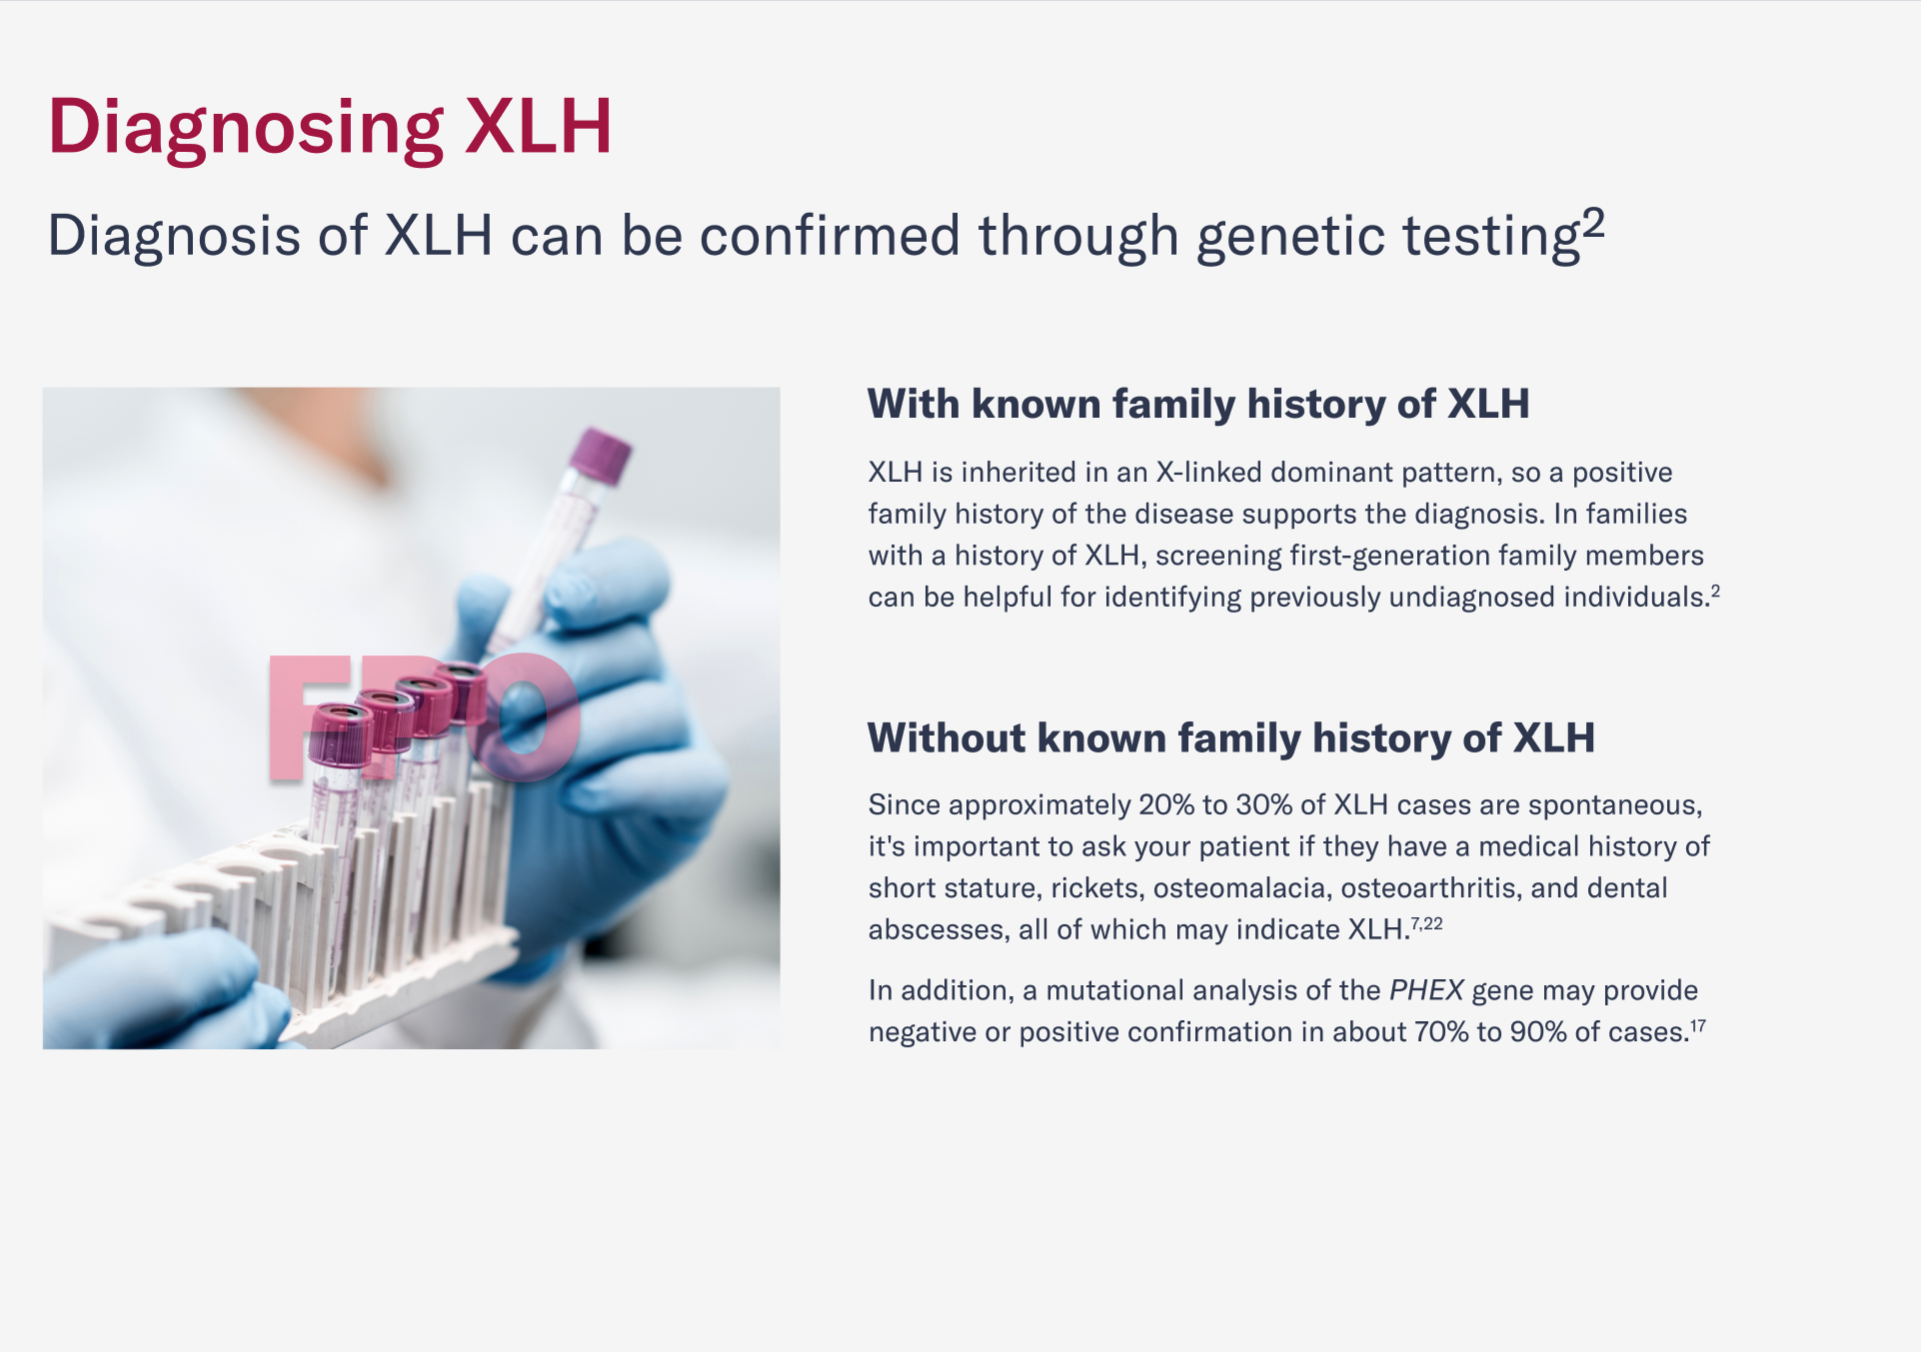 Diagnosing XLH
Diagnosis of XLH can be confirmed through genetic testing²
FPO
With known family history of XLH
XLH is inherited in an X-linked dominant pattern, so a positive
family history of the disease supports the diagnosis. In families
with a history of XLH, screening first-generation family members
can be helpful for identifying previously undiagnosed individuals.²
Without known family history of XLH
Since approximately 20% to 30% of XLH cases are spontaneous,
it's important to ask your patient if they have a medical history of
short stature, rickets, osteomalacia, osteoarthritis, and dental
abscesses, all of which may indicate XLH.⁷,²²
In addition, a mutational analysis of the PHEX gene may provide
negative or positive confirmation in about 70% to 90% of cases.¹⁷